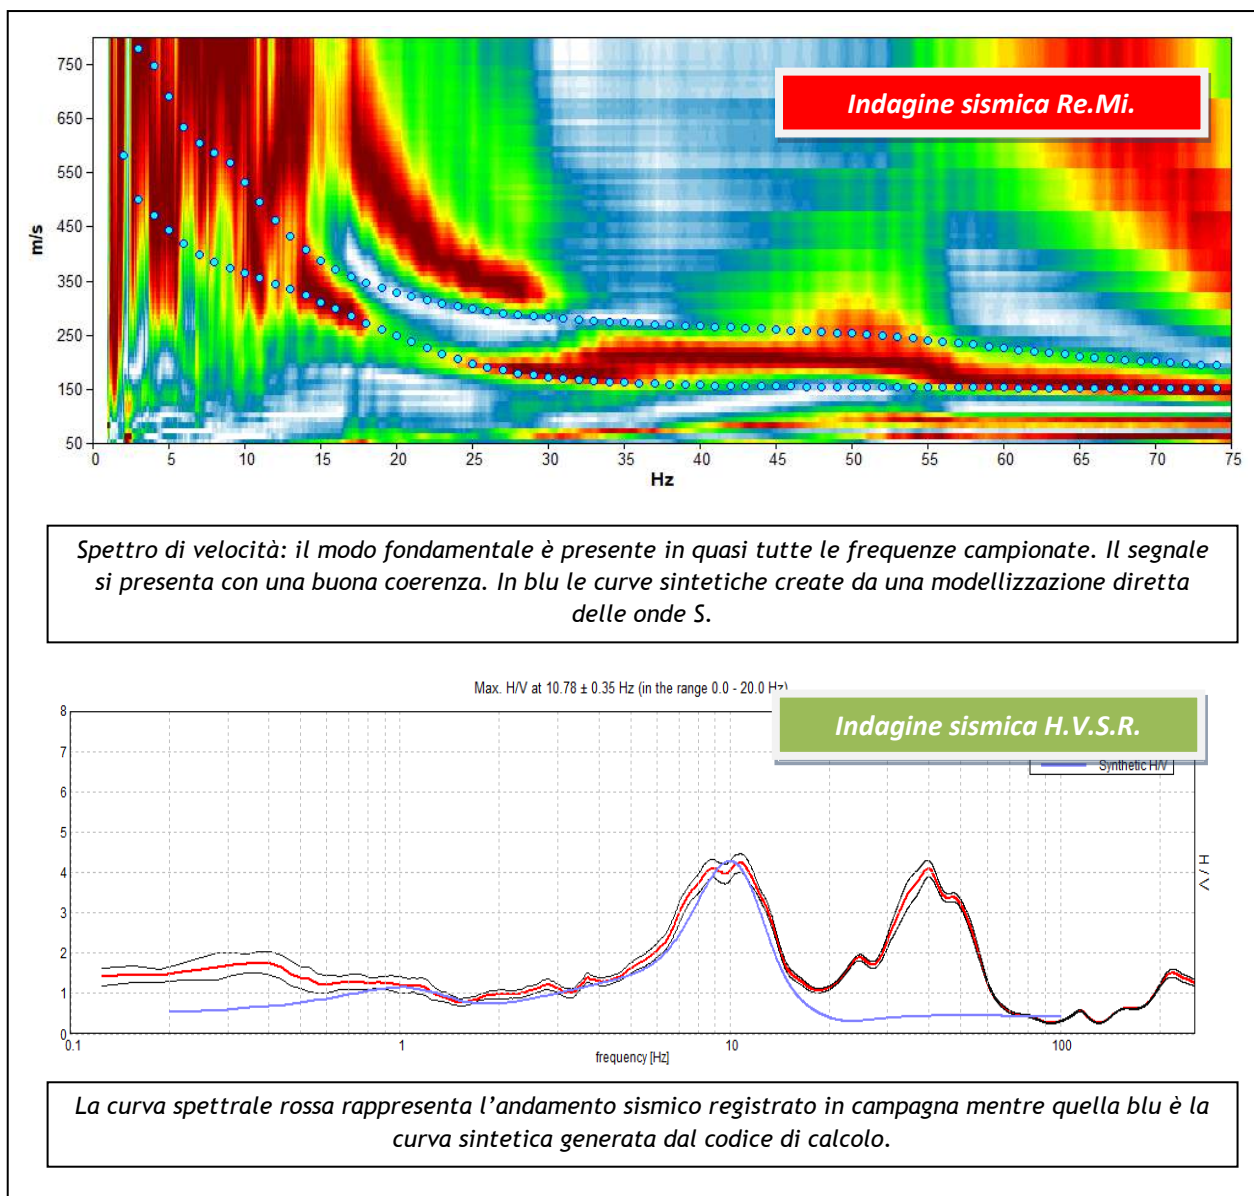 Indagine sismica Re.Mi.
750
650
550
450
350
250
150
50
m/s
0 5 10 15 20 25 30 35 40 45 50 55 60 65 70 75
Hz
Spettro di velocità: il modo fondamentale è presente in quasi tutte le frequenze campionate. Il segnale
si presenta con una buona coerenza. In blu le curve sintetiche create da una modellizzazione diretta
delle onde S.
Max. H/V at 10.78 ± 0.35 Hz (in the range 0.0 - 20.0 Hz)
Indagine sismica H.V.S.R.
Synthetic H/V
8
7
6
5
4
3
2
1
0
H / V
0.1 1 10 100
frequency [Hz]
La curva spettrale rossa rappresenta l’andamento sismico registrato in campagna mentre quella blu è la
curva sintetica generata dal codice di calcolo.